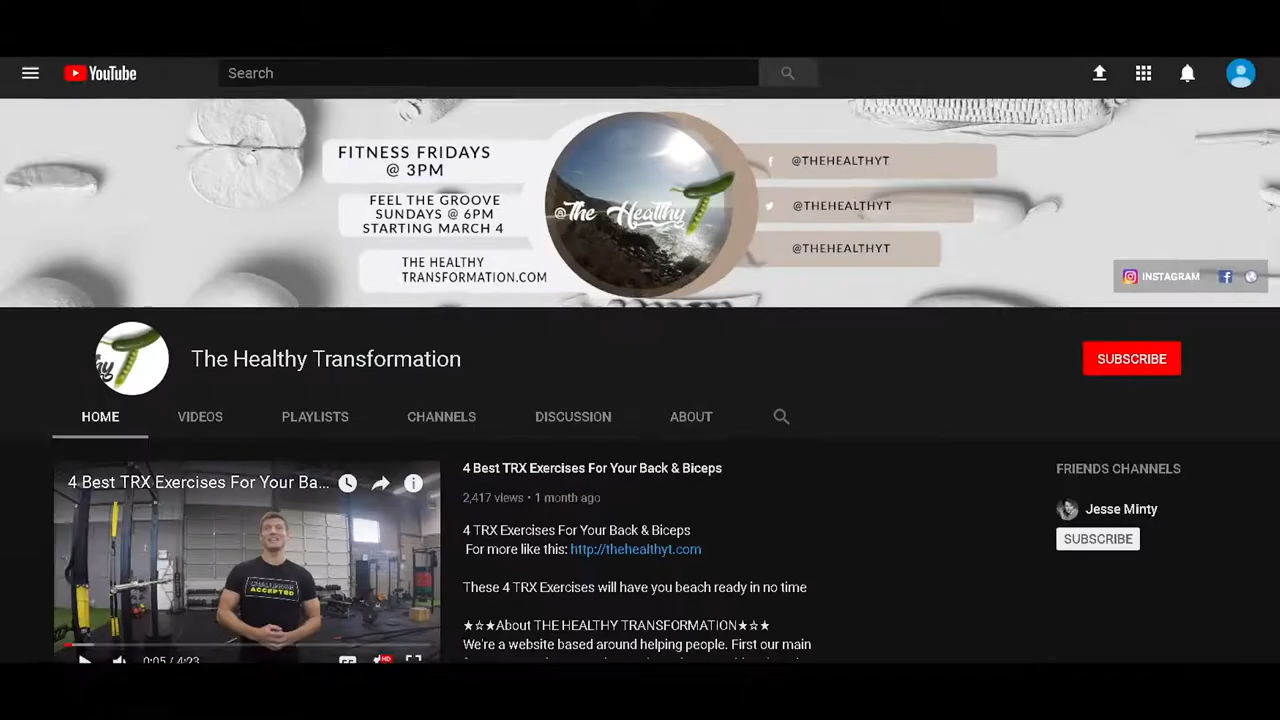 YouTube
Search
FITNESS FRIDAYS
@ 3PM
FEEL THE GROOVE
SUNDAYS @ 6PM
STARTING MARCH 4
THE HEALTHY
TRANSFORMATION.COM
@The Healthy T
@THEHEALTHYT
@THEHEALTHYT
@THEHEALTHYT
INSTAGRAM
The Healthy Transformation
SUBSCRIBE
HOME
VIDEOS
PLAYLISTS
CHANNELS
DISCUSSION
ABOUT
4 Best TRX Exercises For Your Ba...
CHALLENGE
ACCEPTED
0:05 / 4:23
HD
4 Best TRX Exercises For Your Back & Biceps
2,417 views • 1 month ago
4 TRX Exercises For Your Back & Biceps
For more like this: http://thehealthyt.com
These 4 TRX Exercises will have you beach ready in no time
★☆★About THE HEALTHY TRANSFORMATION★☆★
We're a website based around helping people. First our main
FRIENDS CHANNELS
Jesse Minty
SUBSCRIBE